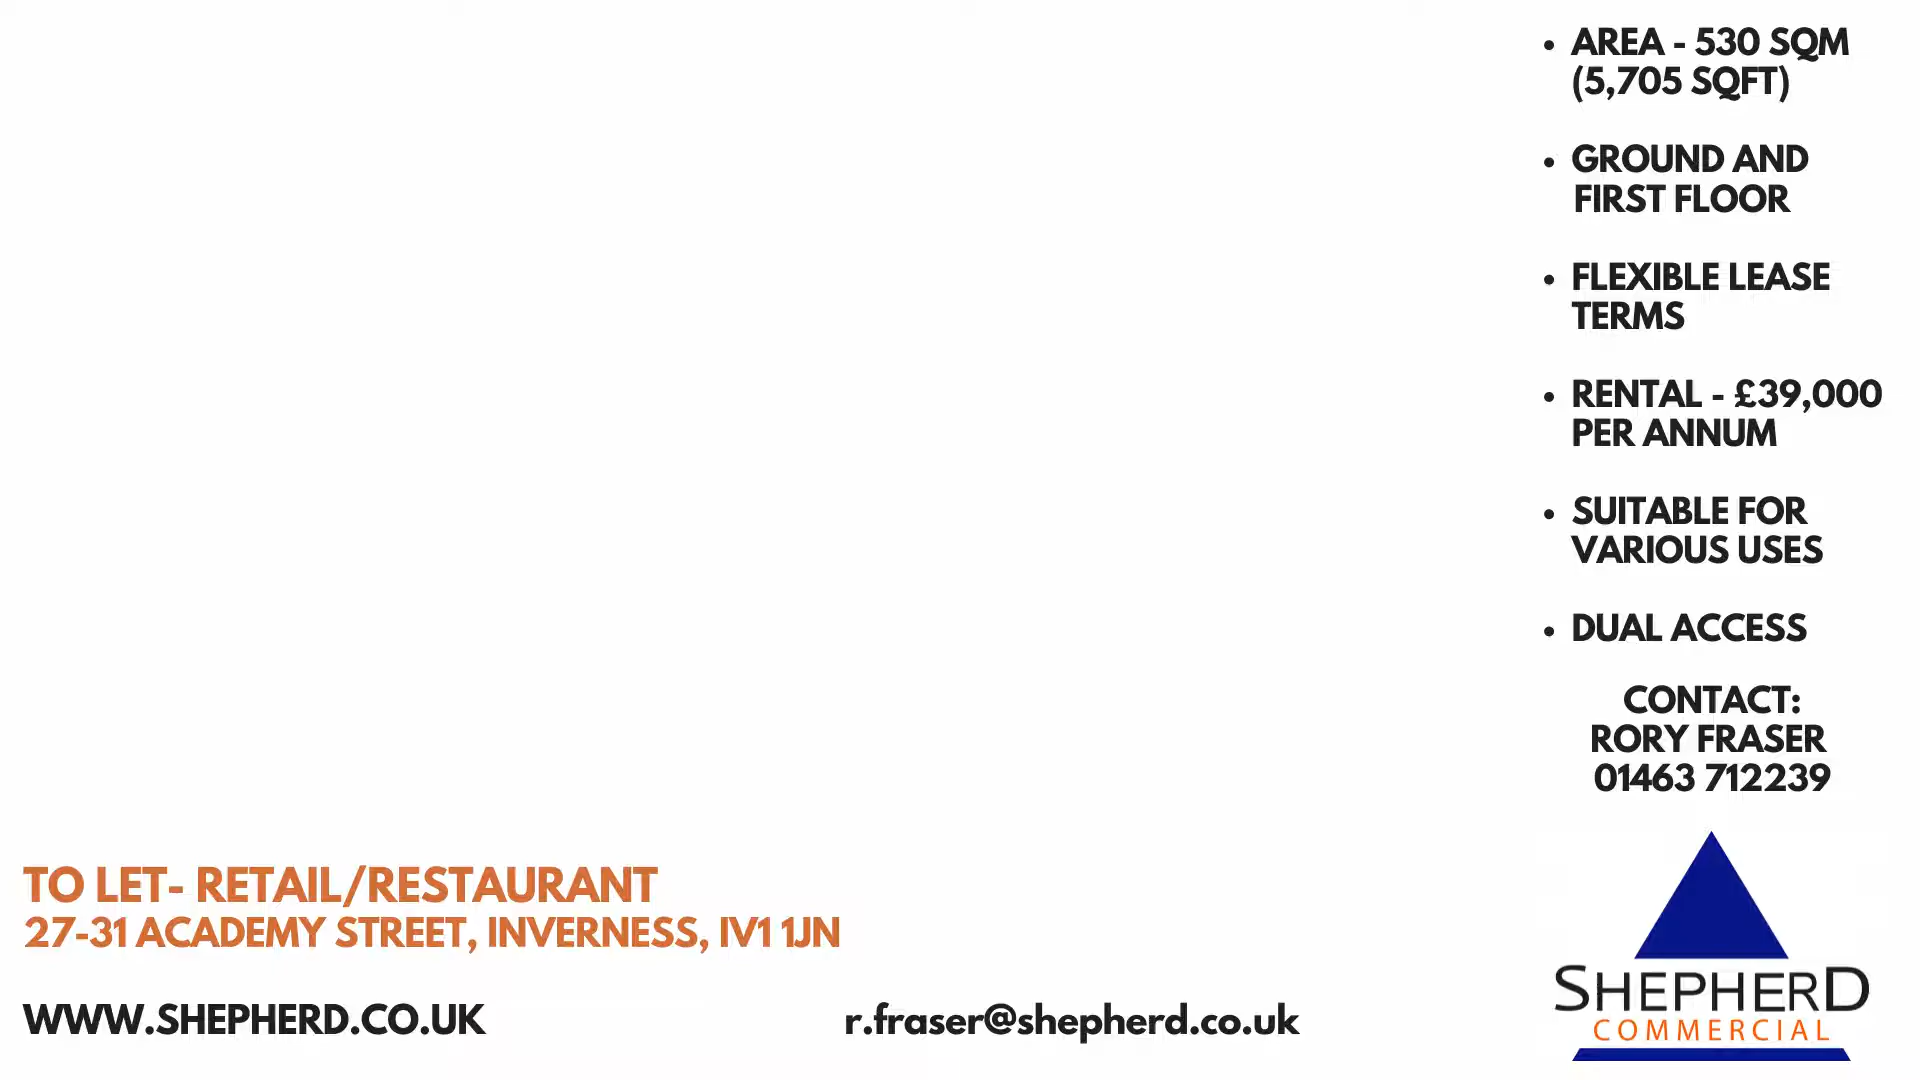 • AREA - 530 SQM
(5,705 SQFT)
• GROUND AND
FIRST FLOOR
• FLEXIBLE LEASE
TERMS
• RENTAL - £39,000
PER ANNUM
• SUITABLE FOR
VARIOUS USES
• DUAL ACCESS
CONTACT:
RORY FRASER
01463 712239
TO LET- RETAIL/RESTAURANT
27-31 ACADEMY STREET, INVERNESS, IV1 1JN
WWW.SHEPHERD.CO.UK
r.fraser@shepherd.co.uk
SHEPHERD
COMMERCIAL